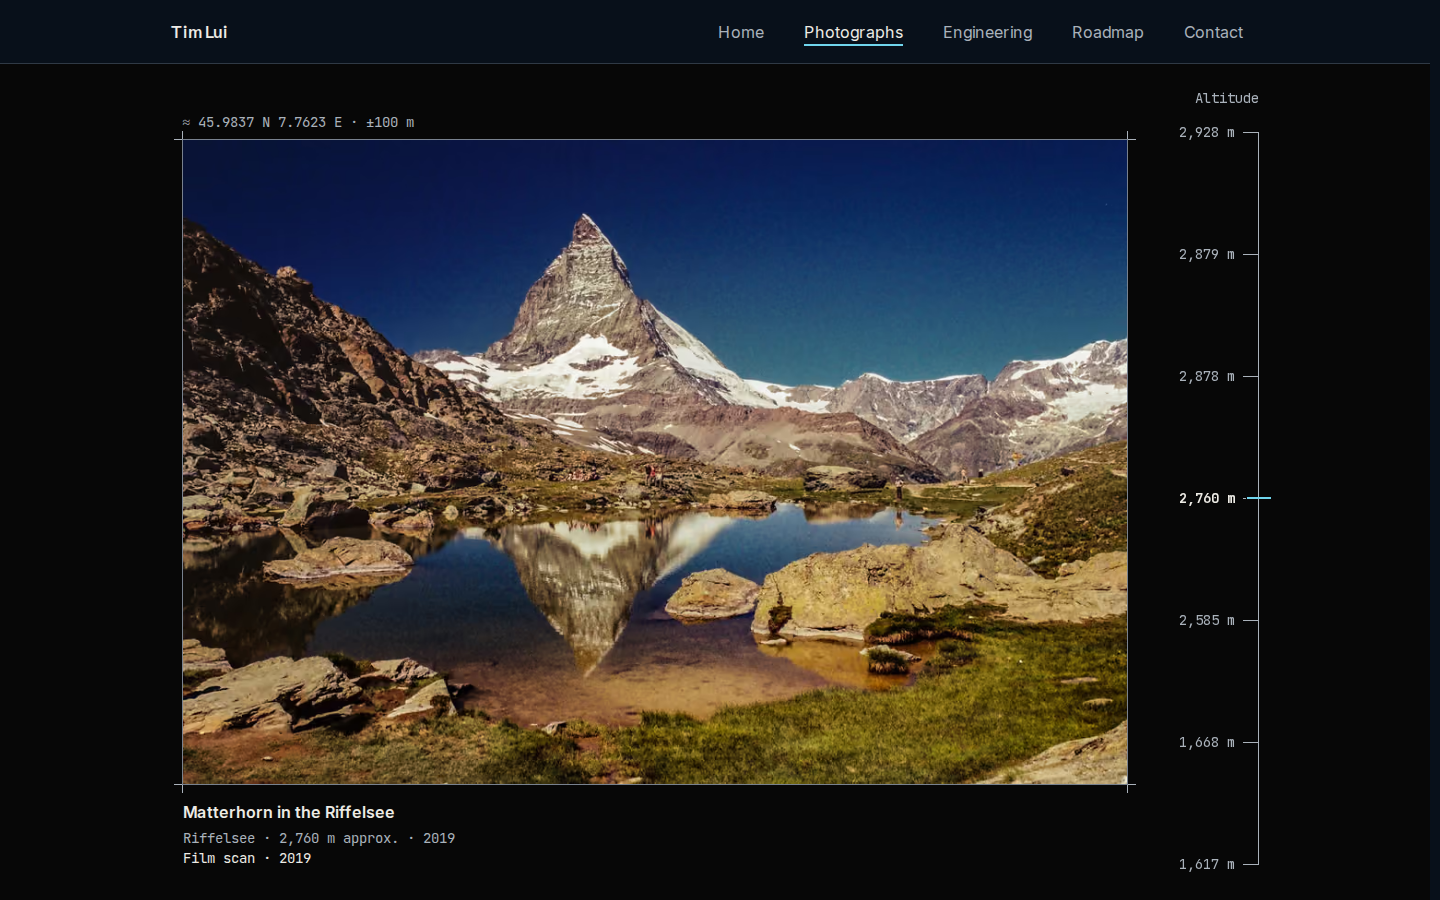 Tim Lui
Home Photographs Engineering Roadmap Contact
Altitude
≈ 45.9837 N 7.7623 E · ±100 m
2,928 m
2,879 m
2,878 m
2,760 m
2,585 m
1,668 m
1,617 m
Matterhorn in the Riffelsee
Riffelsee · 2,760 m approx. · 2019
Film scan · 2019